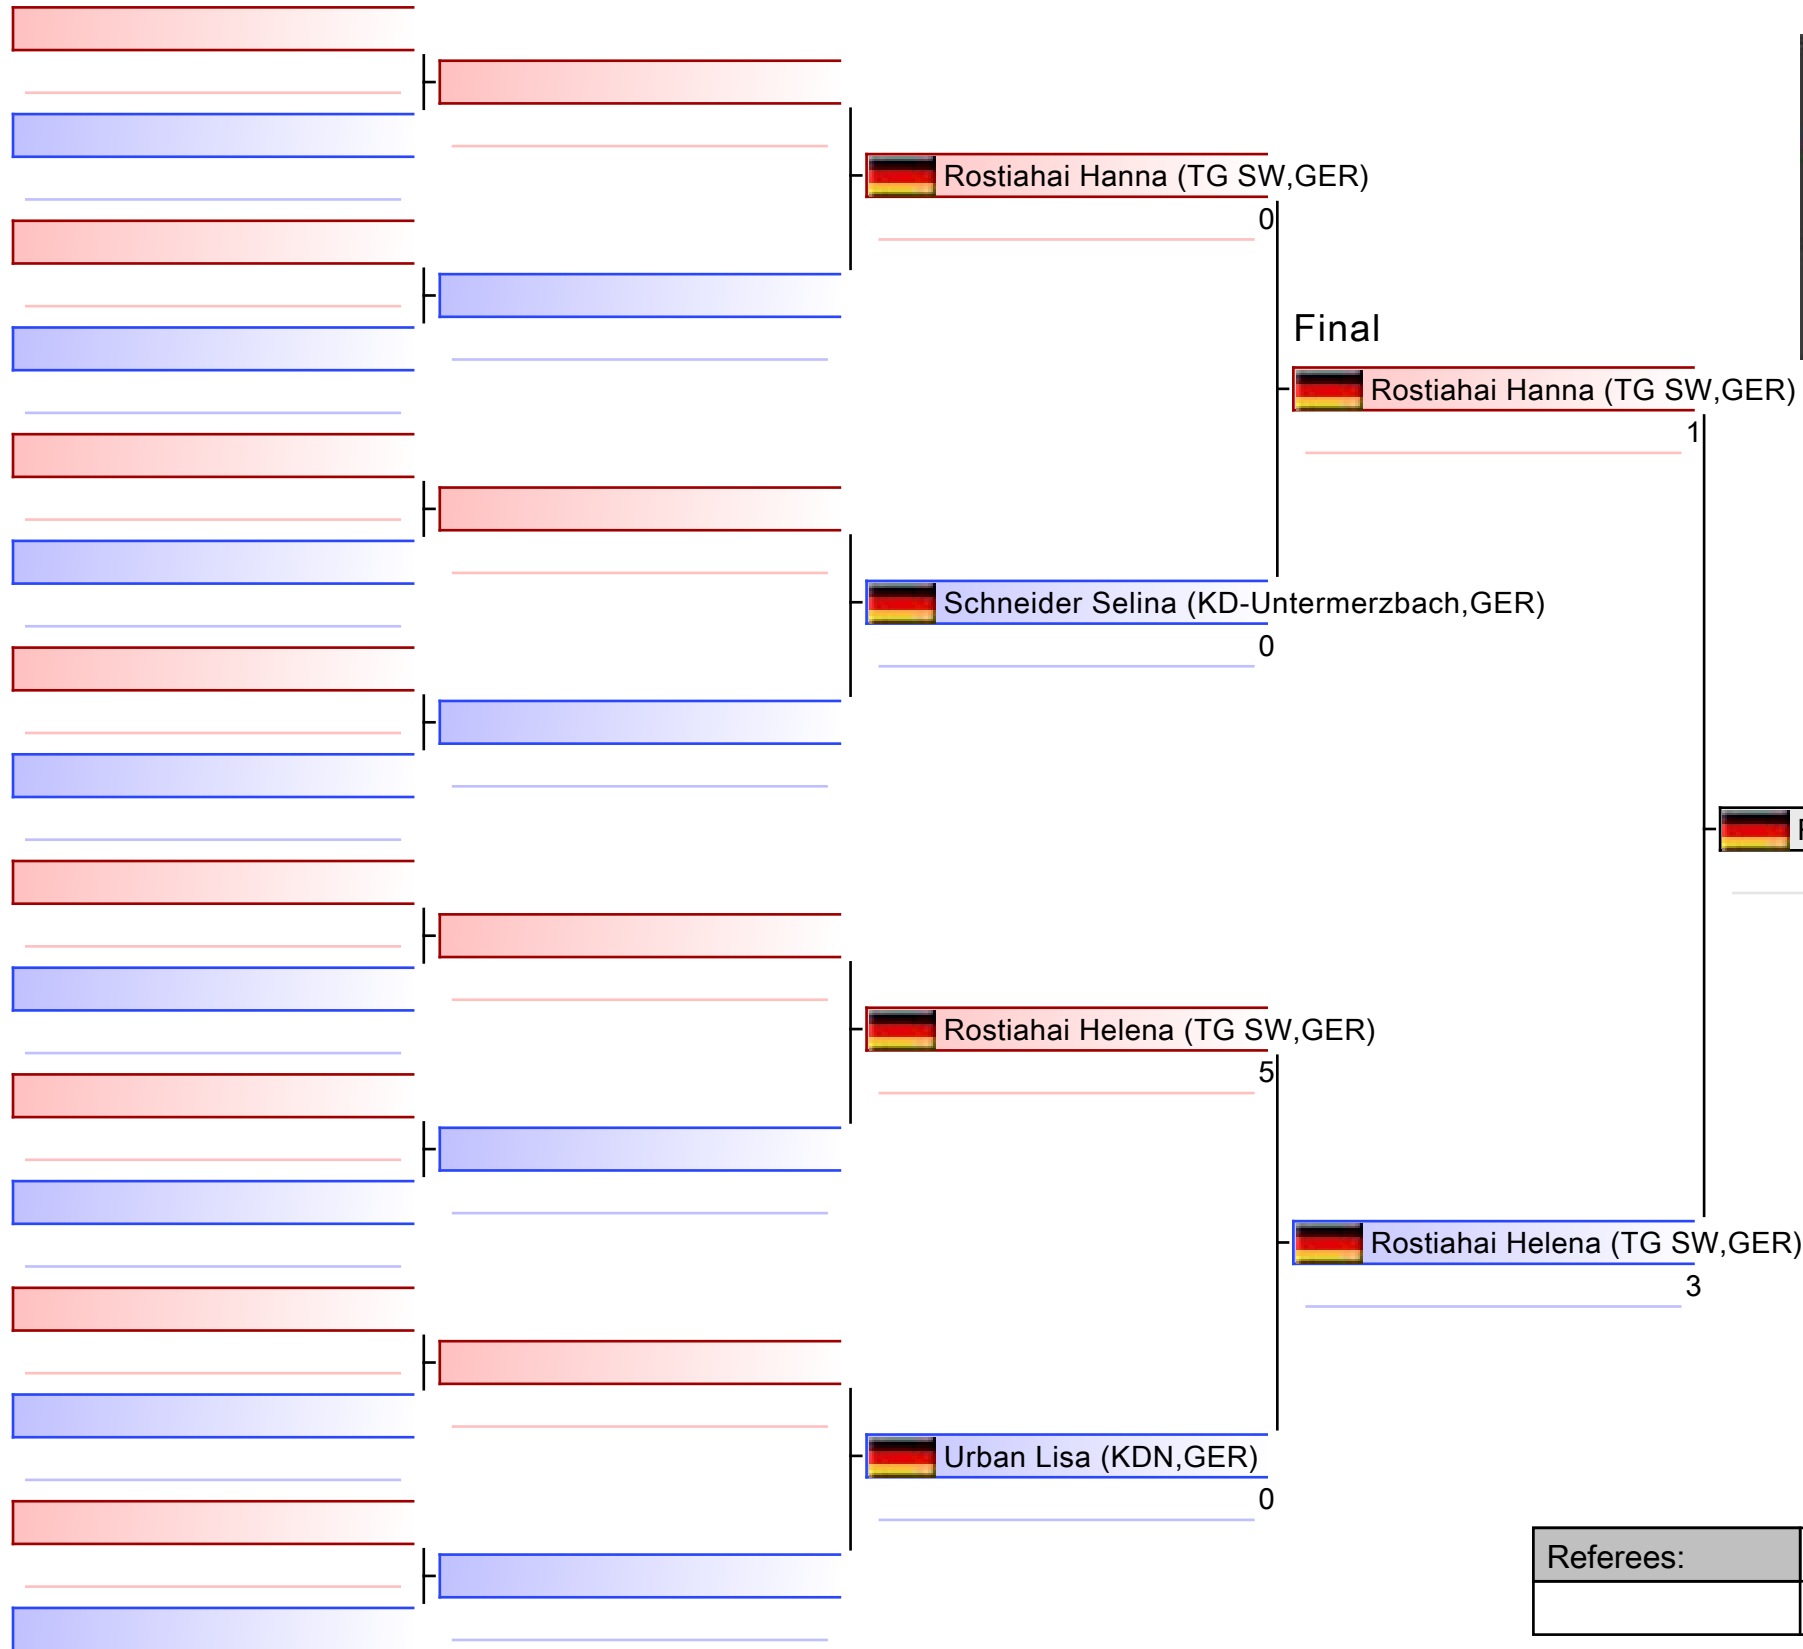 Rostiahai Hanna (TG SW,GER)
0
Final
Rostiahai Hanna (TG SW,GER)
1
Schneider Selina (KD-Untermerzbach,GER)
0
Rostiahai Helena (TG SW,GER)
5
Rostiahai Helena (TG SW,GER)
3
Urban Lisa (KDN,GER)
0
Referees: